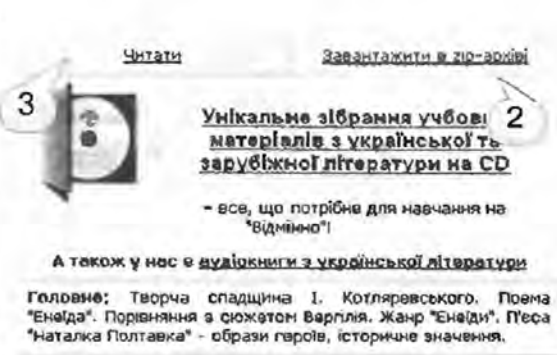 Читати Завантажити в zip-архіві
3
2
Унікальне зібрання учбові
матеріалів з української та
зарубіжної літератури на CD
- все, що потрібне для навчання на
"Відмінно"!
А також у нас є аудіокниги з української літератури
Головне: Творча спадщина І. Котляревського. Поема
"Енеїда". Порівняння з сюжетом Вергілія. Жанр "Енеїди". П'єса
"Наталка Полтавка" - образи героїв, історичне значення.